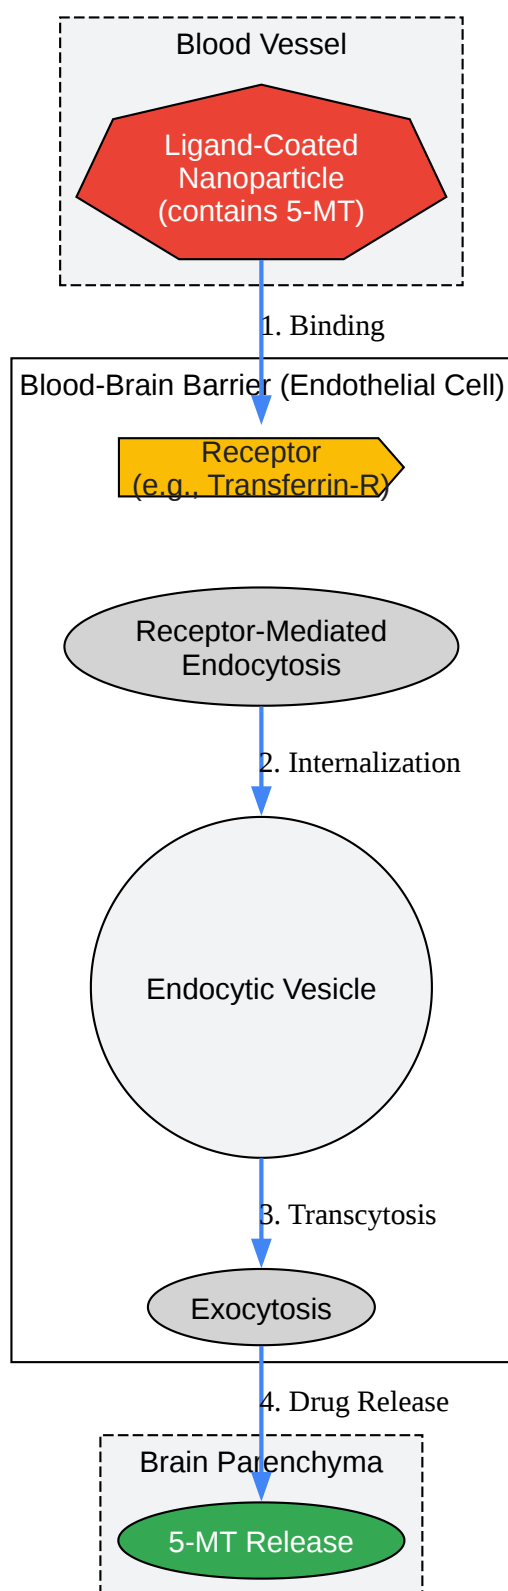 Blood Vessel
Ligand-Coated
Nanoparticle
(contains 5-MT)
1. Binding
Blood-Brain Barrier (Endothelial Cell)
Receptor
(e.g., Transferrin-R)
Receptor-Mediated
Endocytosis
2. Internalization
Endocytic Vesicle
3. Transcytosis
Exocytosis
4. Drug Release
Brain Parenchyma
5-MT Release